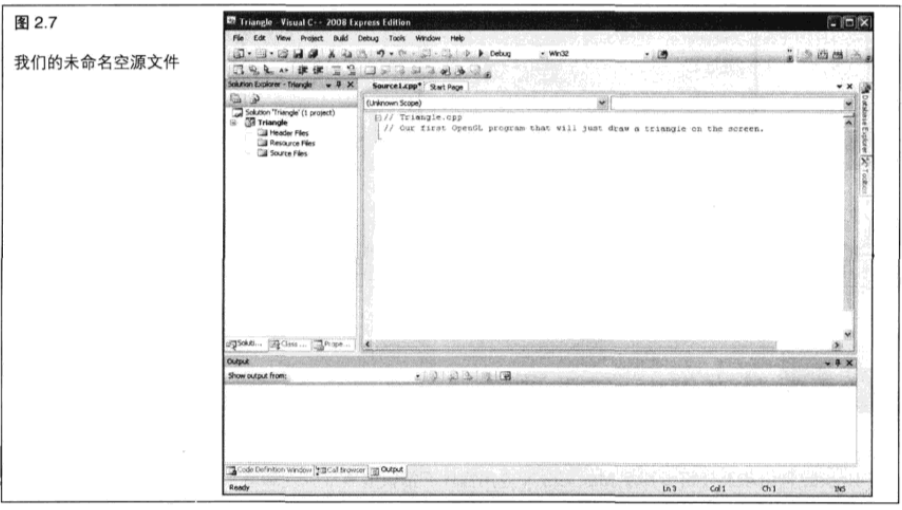 图 2.7
我们的未命名空源文件
Triangle - Visual C++ 2008 Express Edition
File Edit View Project Build Debug Tools Window Help
Debug Win32
Solution Explorer - Triangle
Source1.cpp* Start Page
(Unknown Scope)
Solution 'Triangle' (1 project)
Triangle
Header Files
Resource Files
Source Files
// Triangle.cpp
// Our first OpenGL program that will just draw a triangle on the screen.
Database Explorer
Toolbox
Soluti... Class ... Prope...
Output
Show output from:
Code Definition Window Call Browser Output
Ready Ln 3 Col 1 Ch 1 INS